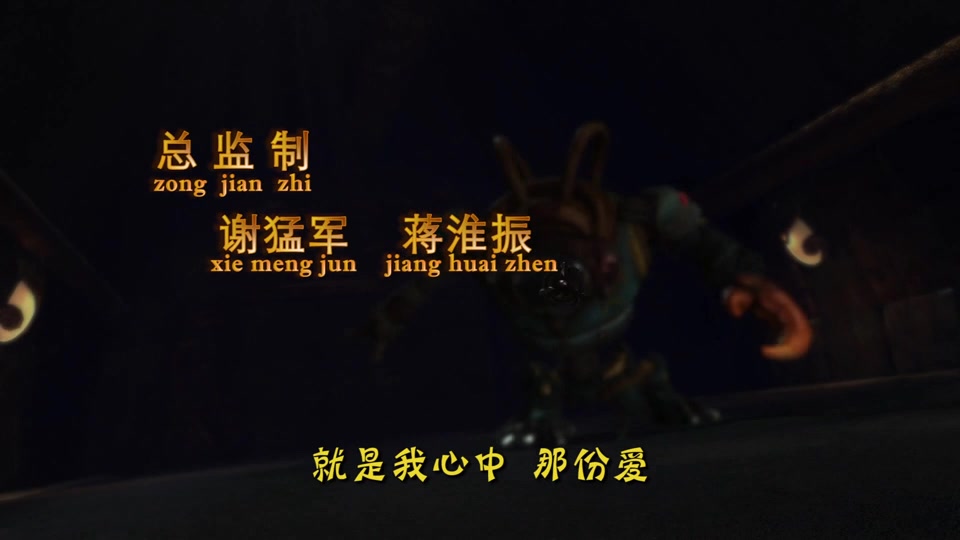 总监制
zong jian zhi
谢猛军 蒋淮振
xie meng jun jiang huai zhen
就是我心中 那份爱